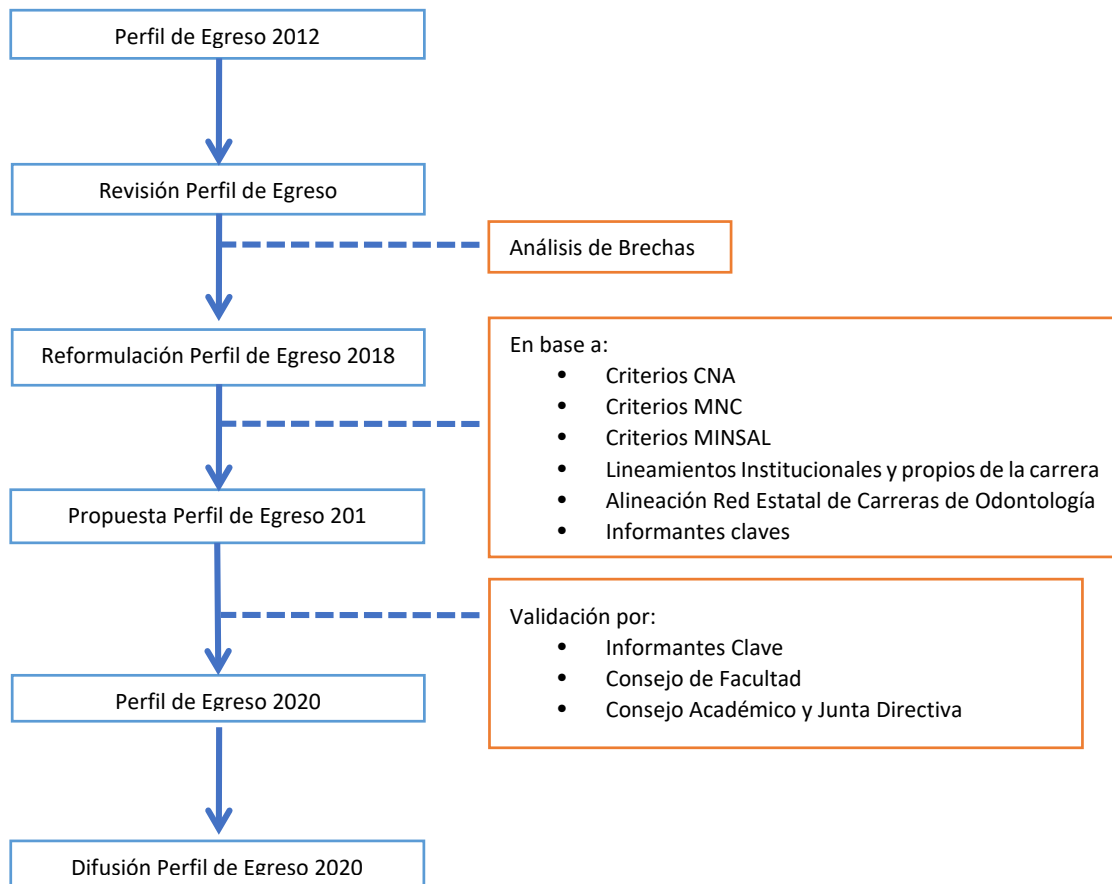 Perfil de Egreso 2012
Revisión Perfil de Egreso
Análisis de Brechas
Reformulación Perfil de Egreso 2018
En base a:
• Criterios CNA
• Criterios MNC
• Criterios MINSAL
• Lineamientos Institucionales y propios de la carrera
• Alineación Red Estatal de Carreras de Odontología
• Informantes claves
Propuesta Perfil de Egreso 201
Validación por:
• Informantes Clave
• Consejo de Facultad
• Consejo Académico y Junta Directiva
Perfil de Egreso 2020
Difusión Perfil de Egreso 2020